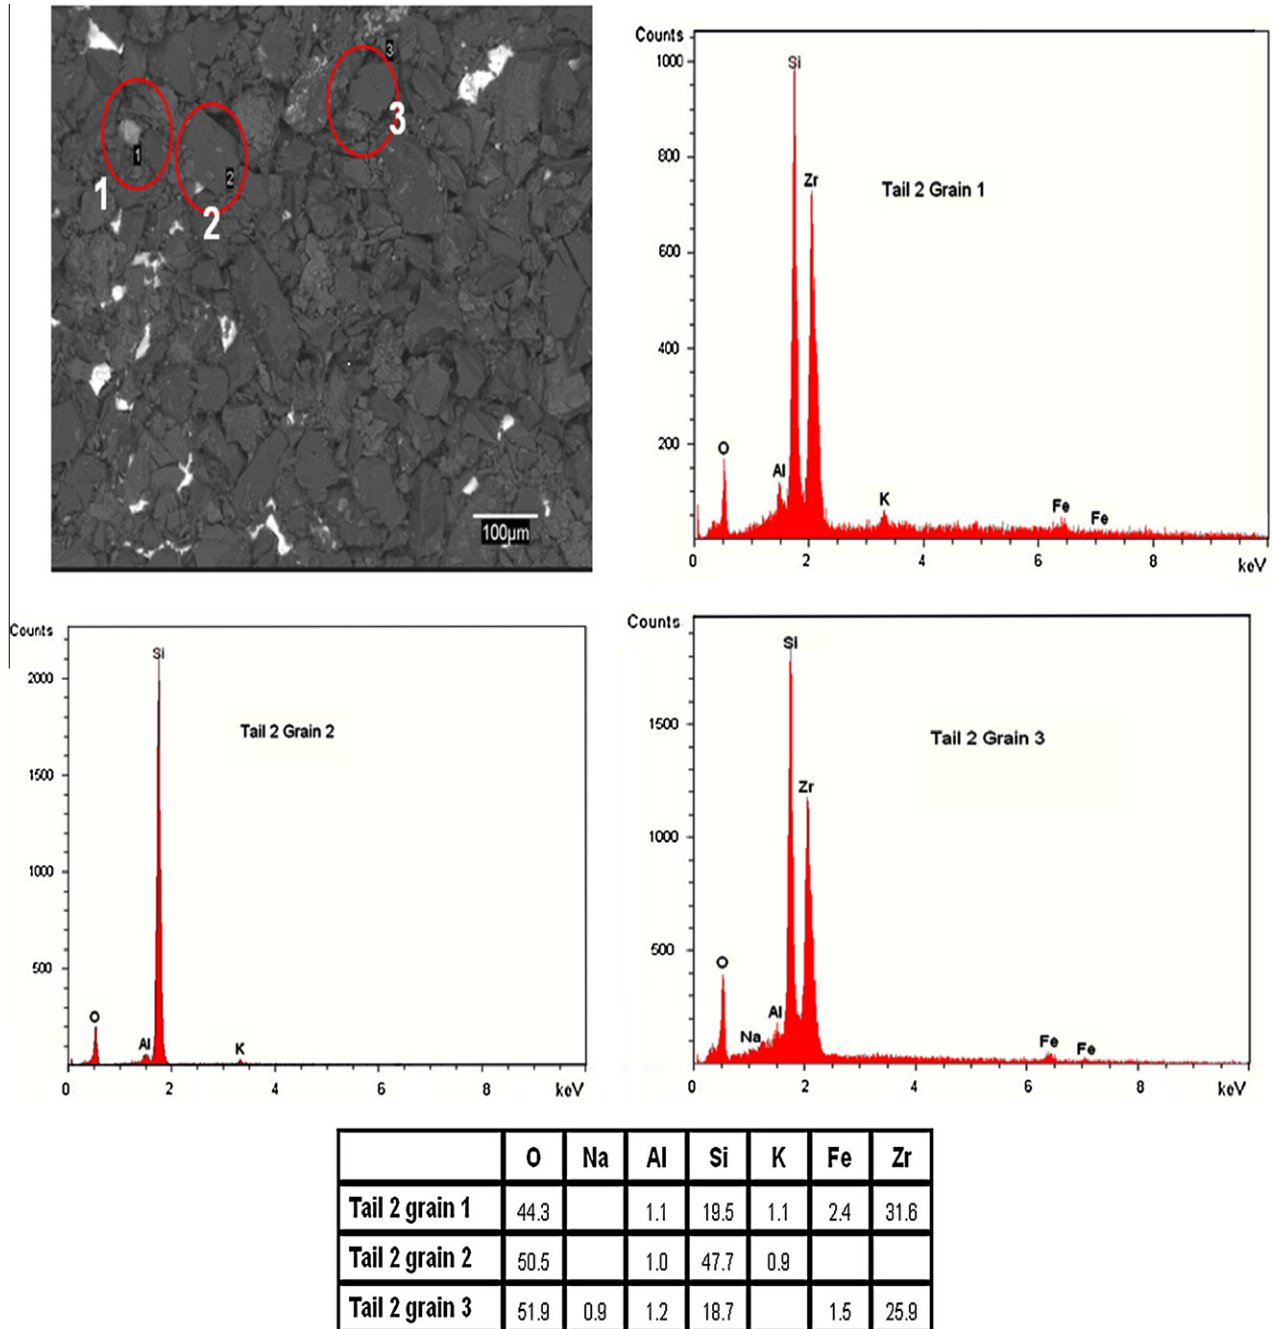 3
1
2
1
2
3
100µm
Counts
1000
800
600
400
200
Si
Zr
O
Al
K
Fe
Fe
Tail 2 Grain 1
0
2
4
6
8
keV
Counts
2000
1500
1000
500
Si
O
Al
K
Tail 2 Grain 2
0
2
4
6
8
keV
Counts
1500
1000
500
Si
Zr
O
Na
Al
Fe
Fe
Tail 2 Grain 3
0
2
4
6
8
keV
O Na Al Si K Fe Zr
Tail 2 grain 1 44.3 1.1 19.5 1.1 2.4 31.6
Tail 2 grain 2 50.5 1.0 47.7 0.9
Tail 2 grain 3 51.9 0.9 1.2 18.7 1.5 25.9